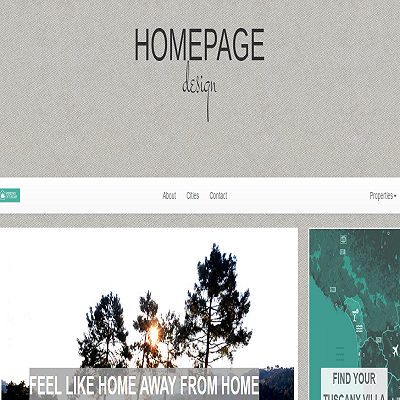 HOMEPAGE
design
About Cities Contact Properties
FEEL LIKE HOME AWAY FROM HOME
FIND YOUR
TUSCANY VILLA